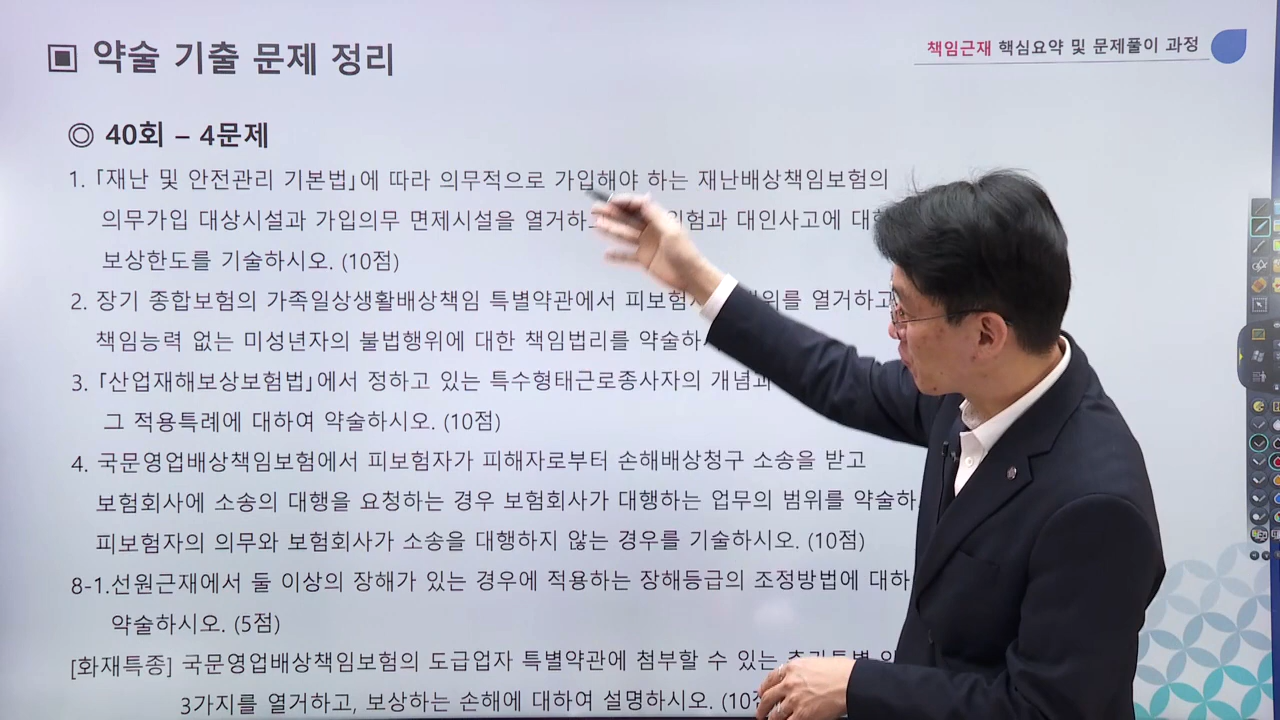 ▣ 약술 기출 문제 정리
책임근재 핵심요약 및 문제풀이 과정
◎ 40회 – 4문제
1. 「재난 및 안전관리 기본법」에 따라 의무적으로 가입해야 하는 재난배상책임보험의
의무가입 대상시설과 가입의무 면제시설을 열거하 과 대인사고에
보상한도를 기술하시오. (10점)
2. 장기 종합보험의 가족일상생활배상책임 특별약관에서 열거하고
책임능력 없는 미성년자의 불법행위에 대한 책임법리를
3. 「산업재해보상보험법」에서 정하고 있는 특수형태근로종사자의 개념과
그 적용특례에 대하여 약술하시오. (10점)
4. 국문영업배상책임보험에서 피보험자가 피해자로부터 손해배상청구 소송을 받고
보험회사에 소송의 대행을 요청하는 경우 보험회사가 대행하는 업무의 범위를
피보험자의 의무와 보험회사가 소송을 대행하지 않는 경우를 기술하시오. (10점)
8-1.선원근재에서 둘 이상의 장해가 있는 경우에 적용하는 장해등급의 조정방법에
약술하시오. (5점)
[화재특종] 국문영업배상책임보험의 도급업자 특별약관에 첨부할 수 있는
3가지를 열거하고, 보상하는 손해에 대하여 설명하시오.